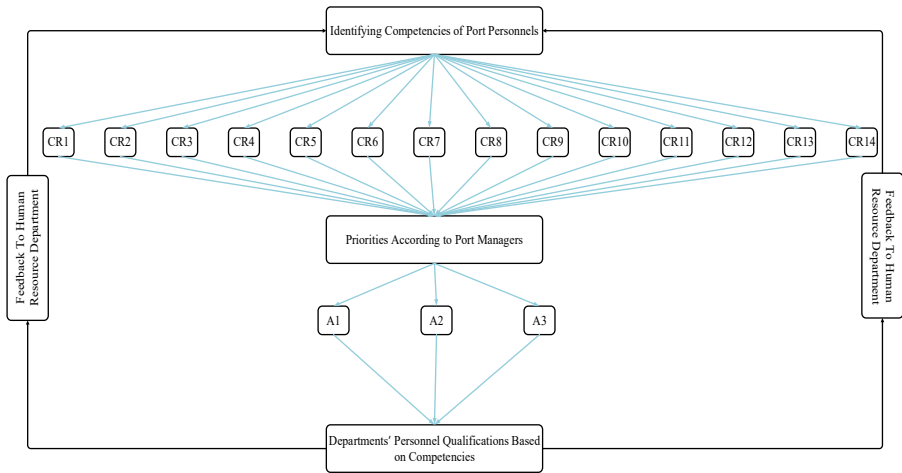 Identifying Competencies of Port Personnels
CR1
CR2
CR3
CR4
CR5
CR6
CR7
CR8
CR9
CR10
CR11
CR12
CR13
CR14
Feedback To Human
Resource Department
Feedback To Human
Resource Department
Priorities According to Port Managers
A1
A2
A3
Departments' Personnel Qualifications Based
on Competencies